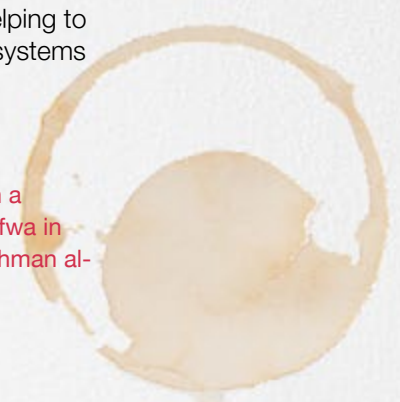 elping to
systems
a
fwa in
hman al-